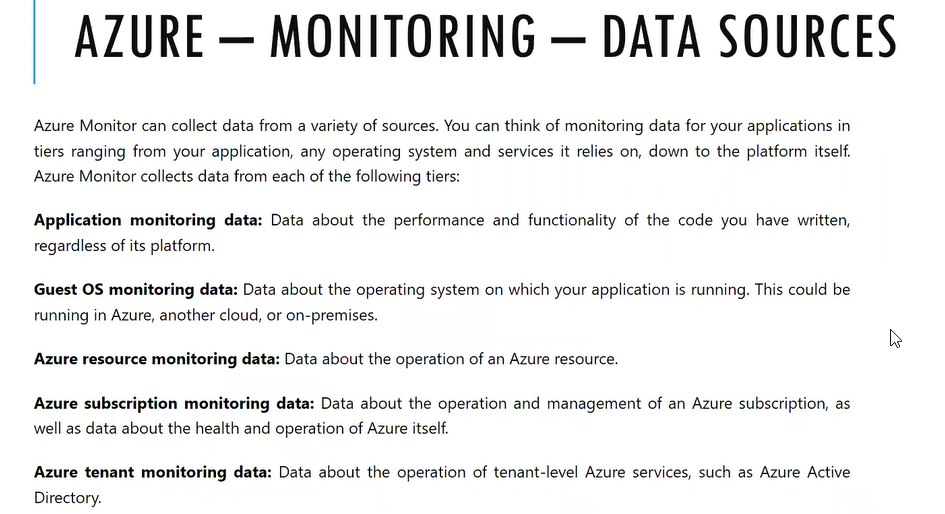 AZURE — MONITORING — DATA SOURCES
Azure Monitor can collect data from a variety of sources. You can think of monitoring data for your applications in
tiers ranging from your application, any operating system and services it relies on, down to the platform itself.
Azure Monitor collects data from each of the following tiers:
Application monitoring data: Data about the performance and functionality of the code you have written,
regardless of its platform.
Guest OS monitoring data: Data about the operating system on which your application is running. This could be
running in Azure, another cloud, or on-premises.
Azure resource monitoring data: Data about the operation of an Azure resource.
Azure subscription monitoring data: Data about the operation and management of an Azure subscription, as
well as data about the health and operation of Azure itself.
Azure tenant monitoring data: Data about the operation of tenant-level Azure services, such as Azure Active
Directory.